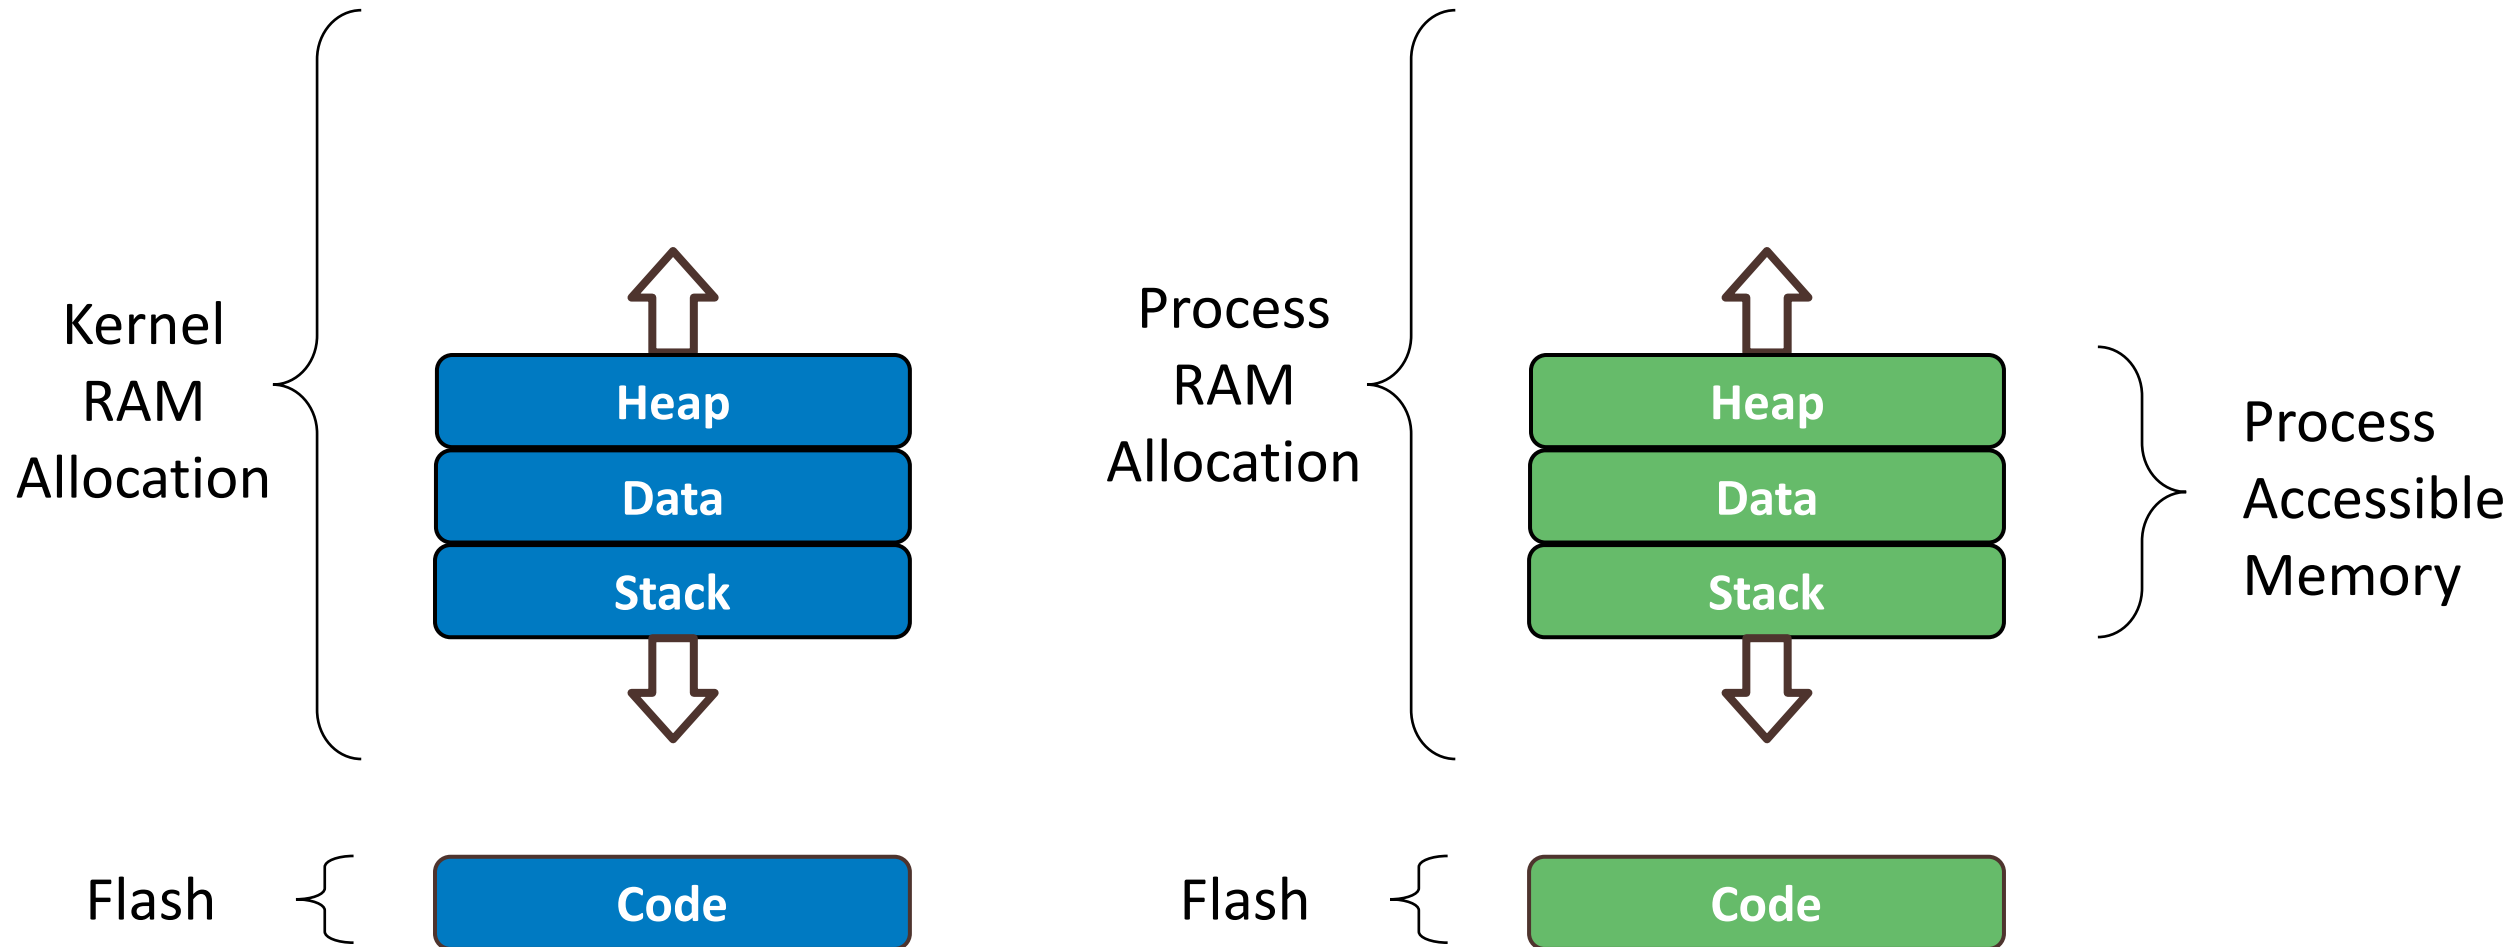 Kernel
RAM
Allocation
Heap
Data
Stack
Flash
Code
Process
RAM
Allocation
Heap
Data
Stack
Process
Accessible
Memory
Flash
Code